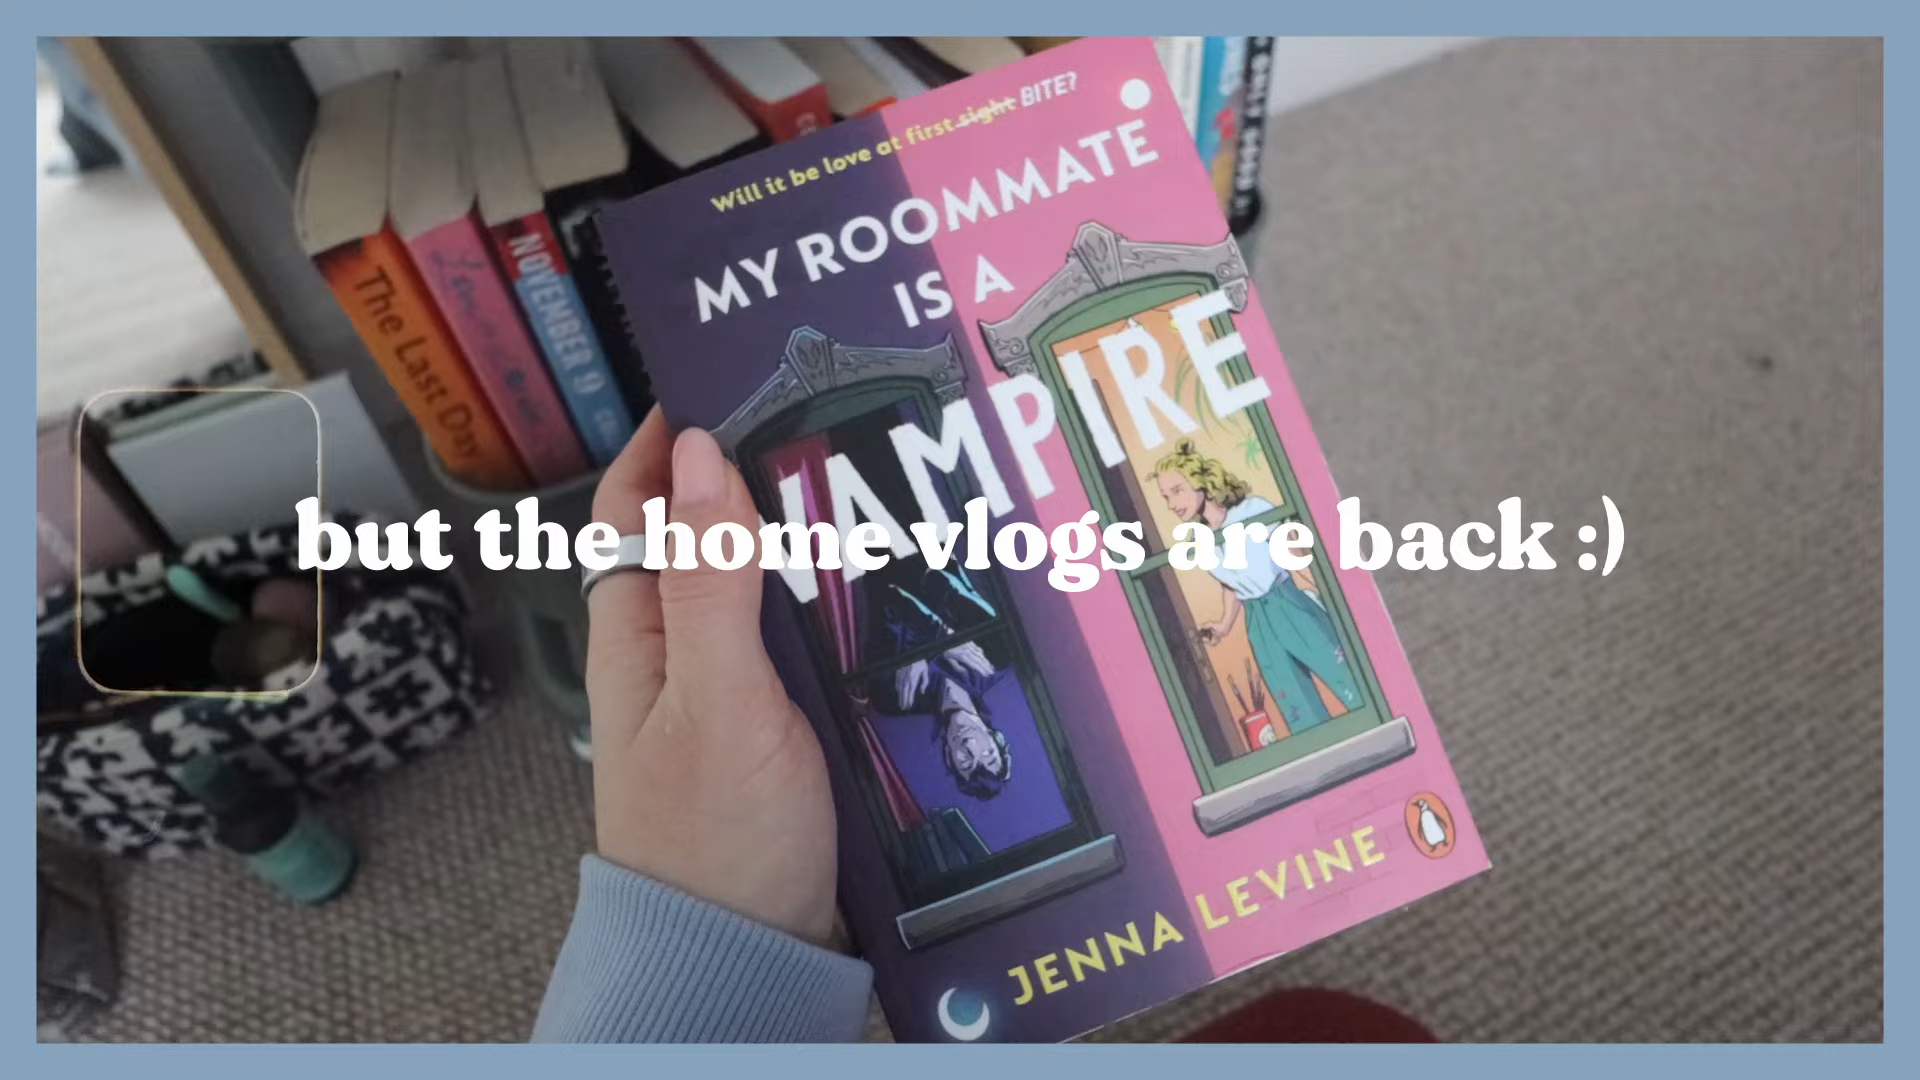 Will it be love at first sight BITE?
MY ROOMMATE
IS A
VAMPIRE
but the home vlogs are back :)
JENNA LEVINE
The Last Day
NOVEMBER 9